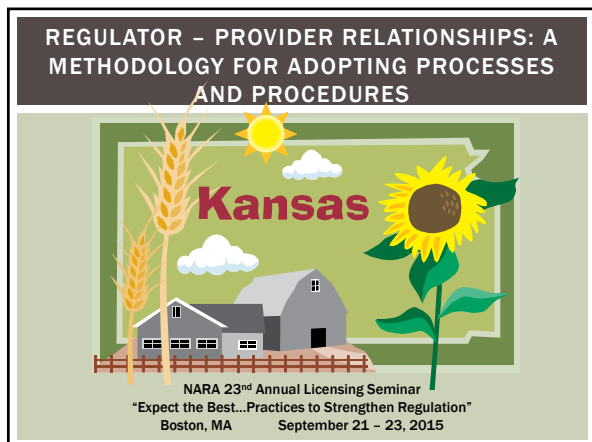 REGULATOR – PROVIDER RELATIONSHIPS: A
METHODOLOGY FOR ADOPTING PROCESSES
AND PROCEDURES
Kansas
NARA 23nd Annual Licensing Seminar
“Expect the Best...Practices to Strengthen Regulation”
Boston, MA September 21 – 23, 2015